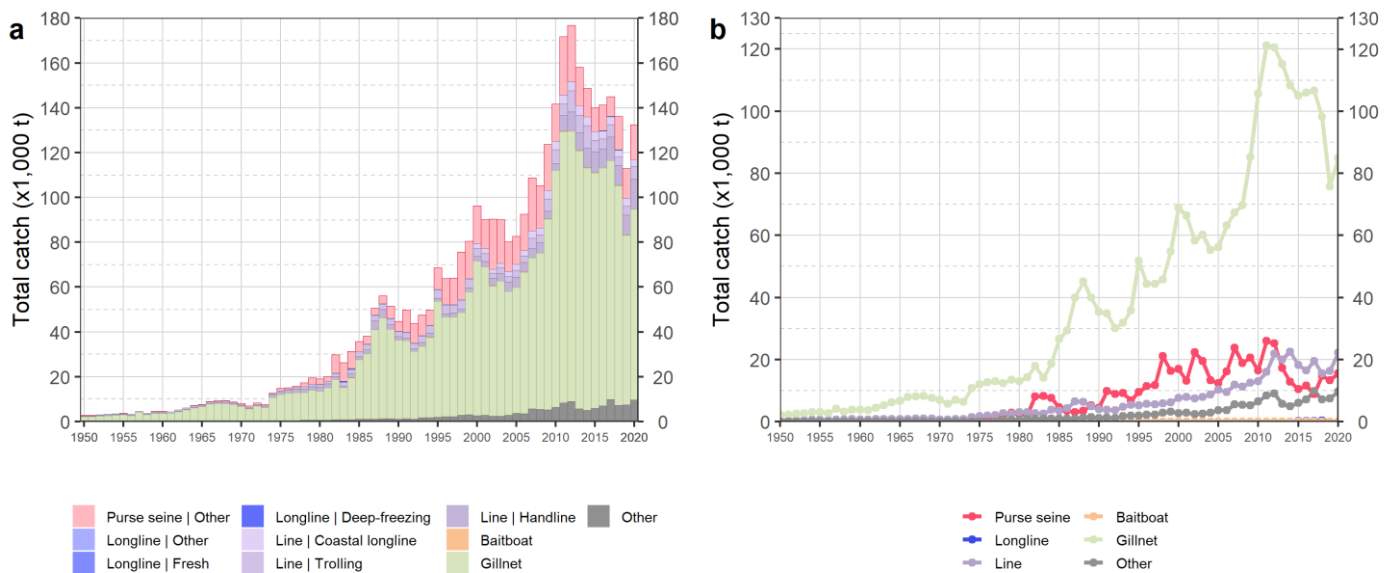 a
Total catch (x1,000 t)
180 180
160 160
140 140
120 120
100 100
80 80
60 60
40 40
20 20
0 0
1950 1955 1960 1965 1970 1975 1980 1985 1990 1995 2000 2005 2010 2015 2020
Purse seine | Other Longline | Deep-freezing Line | Handline Other
Longline | Other Line | Coastal longline Baitboat
Longline | Fresh Line | Trolling Gillnet
b
Total catch (x1,000 t)
130 130
120 120
100 100
80 80
60 60
40 40
20 20
0 0
1950 1955 1960 1965 1970 1975 1980 1985 1990 1995 2000 2005 2010 2015 2020
Purse seine Baitboat
Longline Gillnet
Line Other